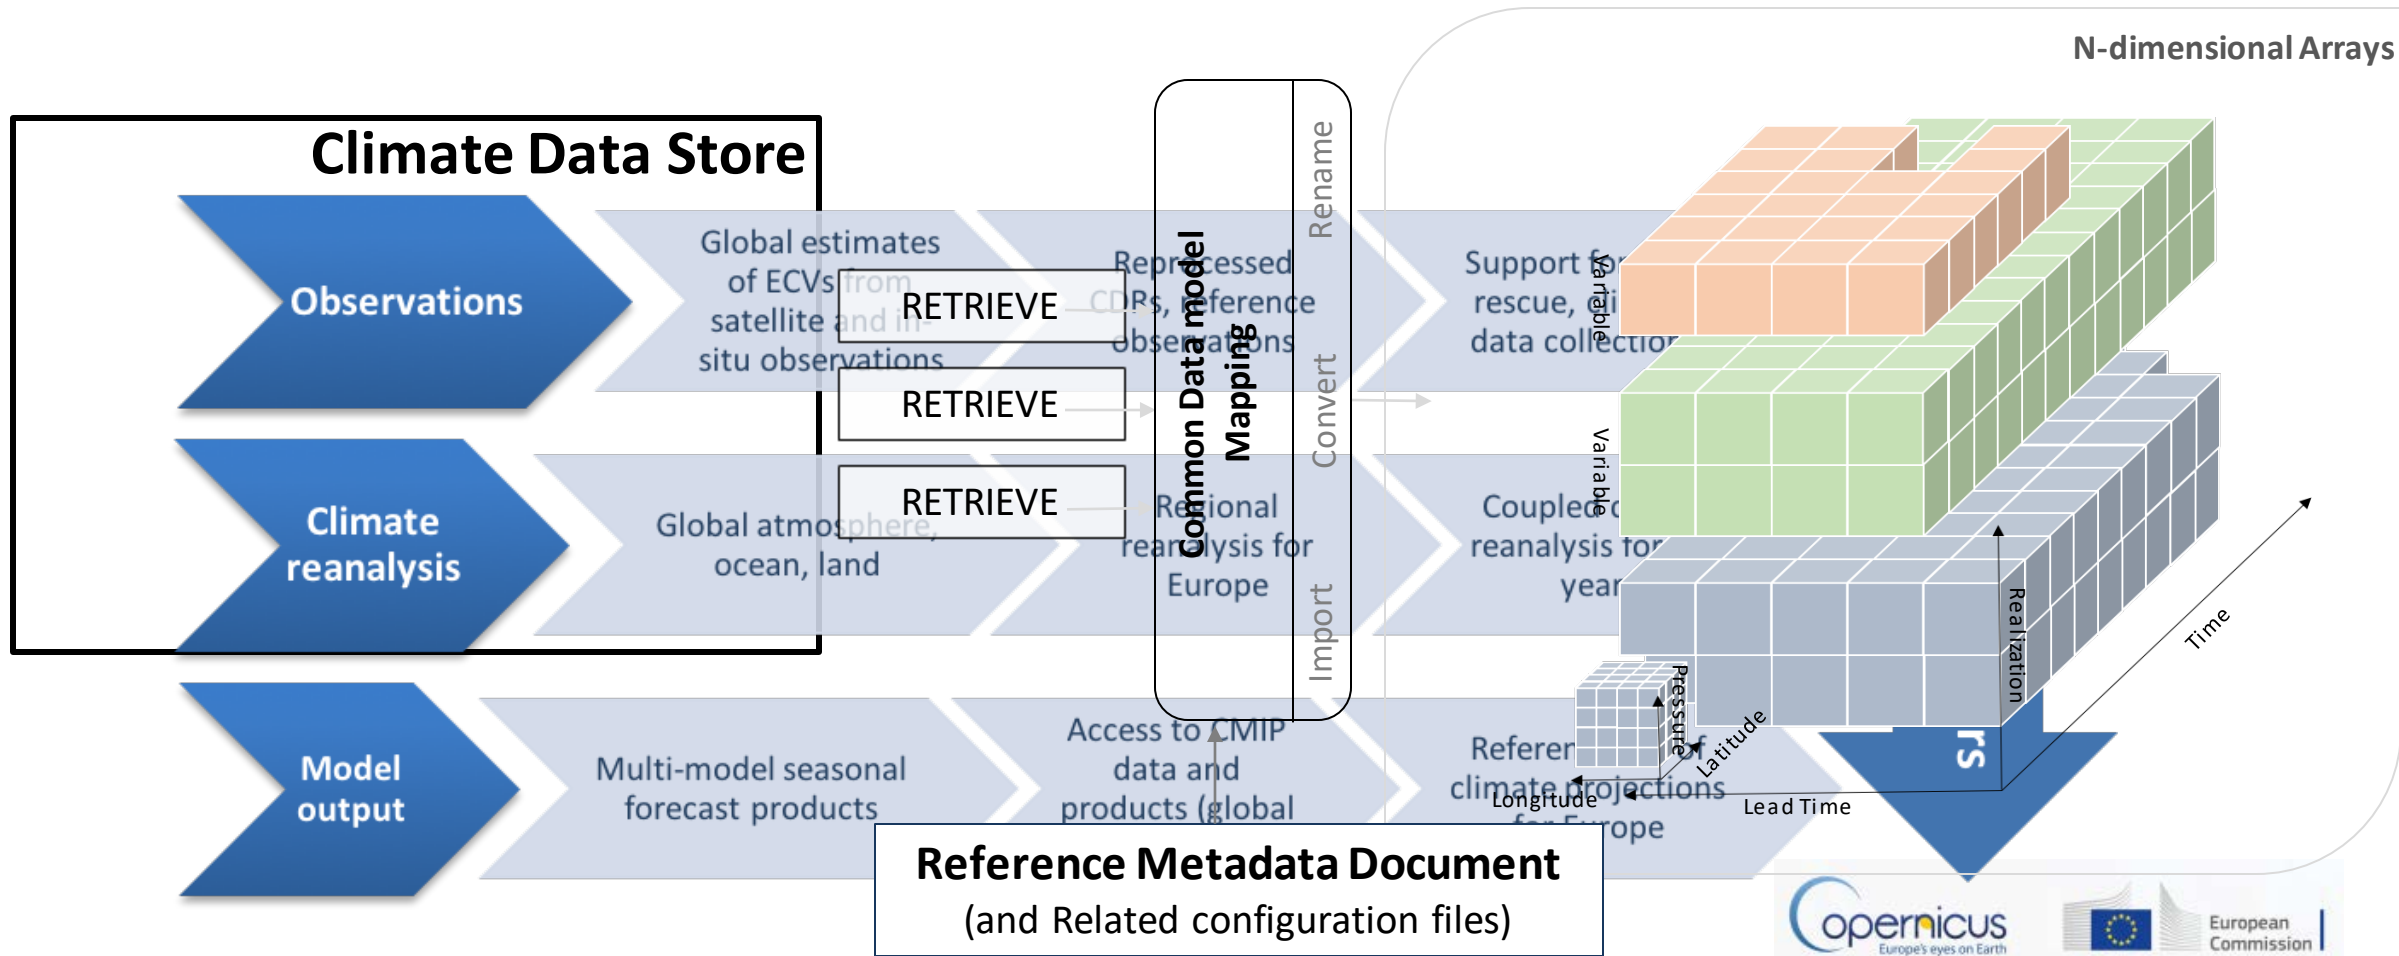 N-dimensional Arrays
Climate Data Store
Observations
Global estimates
of ECVs from
satellite and in-
situ observations
Reprocessed
CDRs, reference
observations
Support for
rescue,
data collection
RETRIEVE
RETRIEVE
RETRIEVE
Common Data model
Mapping
Rename
Convert
Import
Climate
reanalysis
Global atmosphere,
ocean, land
Regional
reanalysis for
Europe
Coupled
reanalysis for
year
Model
output
Multi-model seasonal
forecast products
Access to CMIP
data and
products (global
of
climate projections
for Europe
Variable
Variable
Realization
Time
Pressure
Latitude
Longitude
Lead Time
rs
Reference Metadata Document
(and Related configuration files)
Copernicus
Europe's eyes on Earth
European
Commission